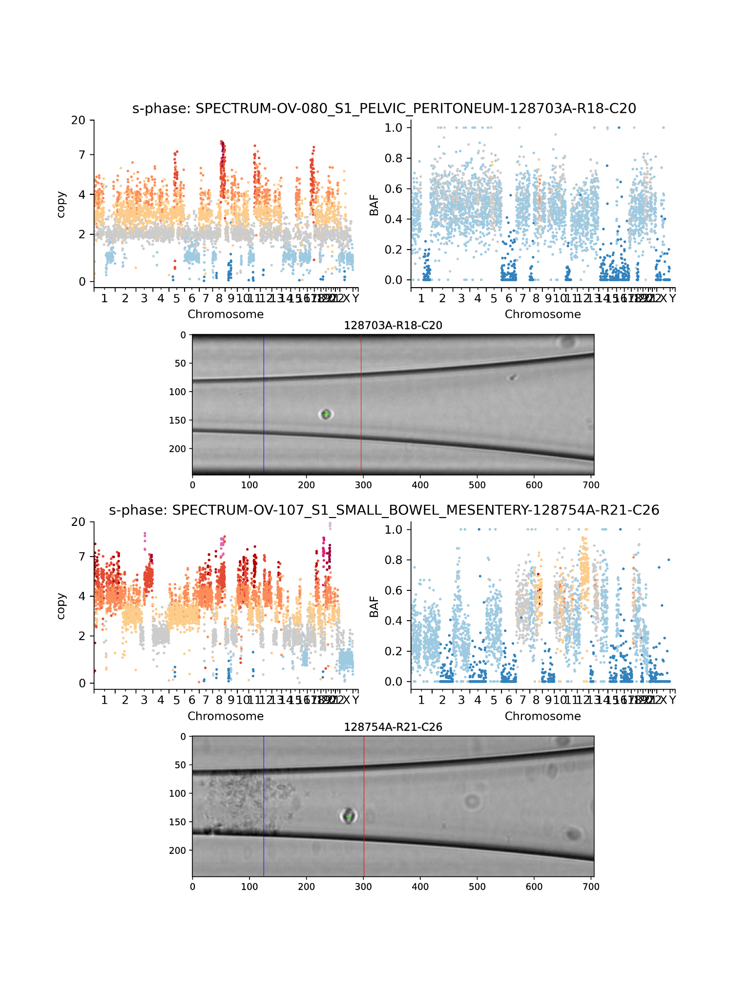 s-phase: SPECTRUM-OV-080_S1_PELVIC_PERITONEUM-128703A-R18-C20
20
7
4
2
0
copy
1 2 3 4 5 6 7 8 9 10 11 12 13 14 15 16 17 18 19 20 21 22 X Y
Chromosome
1.0
0.8
0.6
0.4
0.2
0.0
BAF
1 2 3 4 5 6 7 8 9 10 11 12 13 14 15 16 17 18 19 20 21 22 X Y
Chromosome
128703A-R18-C20
0
50
100
150
200
0 100 200 300 400 500 600 700
s-phase: SPECTRUM-OV-107_S1_SMALL_BOWEL_MESENTERY-128754A-R21-C26
20
7
4
2
0
copy
1 2 3 4 5 6 7 8 9 10 11 12 13 14 15 16 17 18 19 20 21 22 X Y
Chromosome
1.0
0.8
0.6
0.4
0.2
0.0
BAF
1 2 3 4 5 6 7 8 9 10 11 12 13 14 15 16 17 18 19 20 21 22 X Y
Chromosome
128754A-R21-C26
0
50
100
150
200
0 100 200 300 400 500 600 700